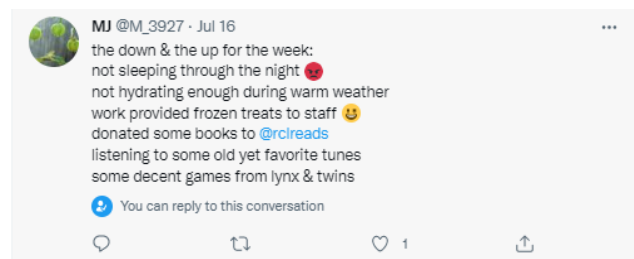 MJ @M_3927 · Jul 16
the down & the up for the week:
not sleeping through the night 😡
not hydrating enough during warm weather
work provided frozen treats to staff 😃
donated some books to @rclreads
listening to some old yet favorite tunes
some decent games from lynx & twins
You can reply to this conversation
1